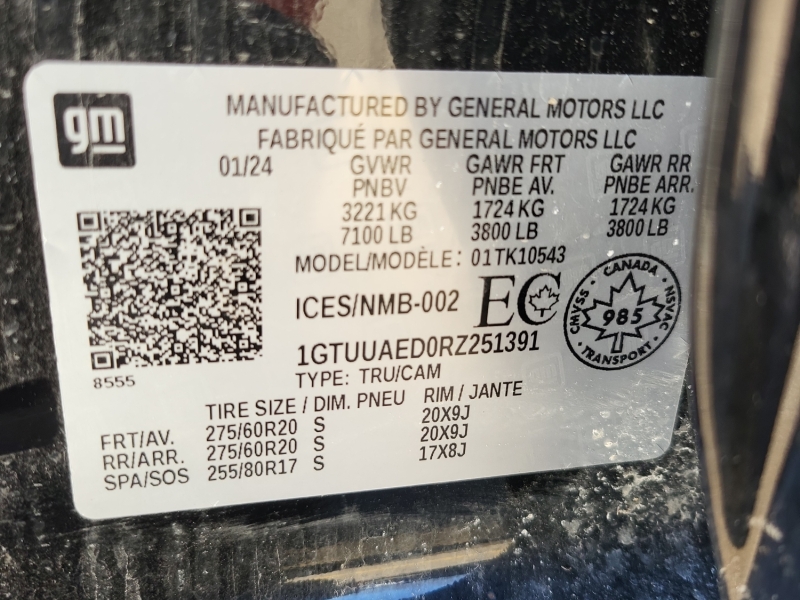 gm
MANUFACTURED BY GENERAL MOTORS LLC
FABRIQUÉ PAR GENERAL MOTORS LLC
01/24 GVWR GAWR FRT GAWR RR
PNBV PNBE AV. PNBE ARR.
3221 KG 1724 KG 1724 KG
7100 LB 3800 LB 3800 LB
MODEL/MODÈLE: 01TK10543
ICES/NMB-002 EC
CANADA
CMVSS 985 NSVAC
TRANSPORT
1GTUUAED0RZ251391
8555 TYPE: TRU/CAM
TIRE SIZE / DIM. PNEU RIM / JANTE
FRT/AV. 275/60R20 S 20X9J
RR/ARR. 275/60R20 S 20X9J
SPA/SOS 255/80R17 S 17X8J